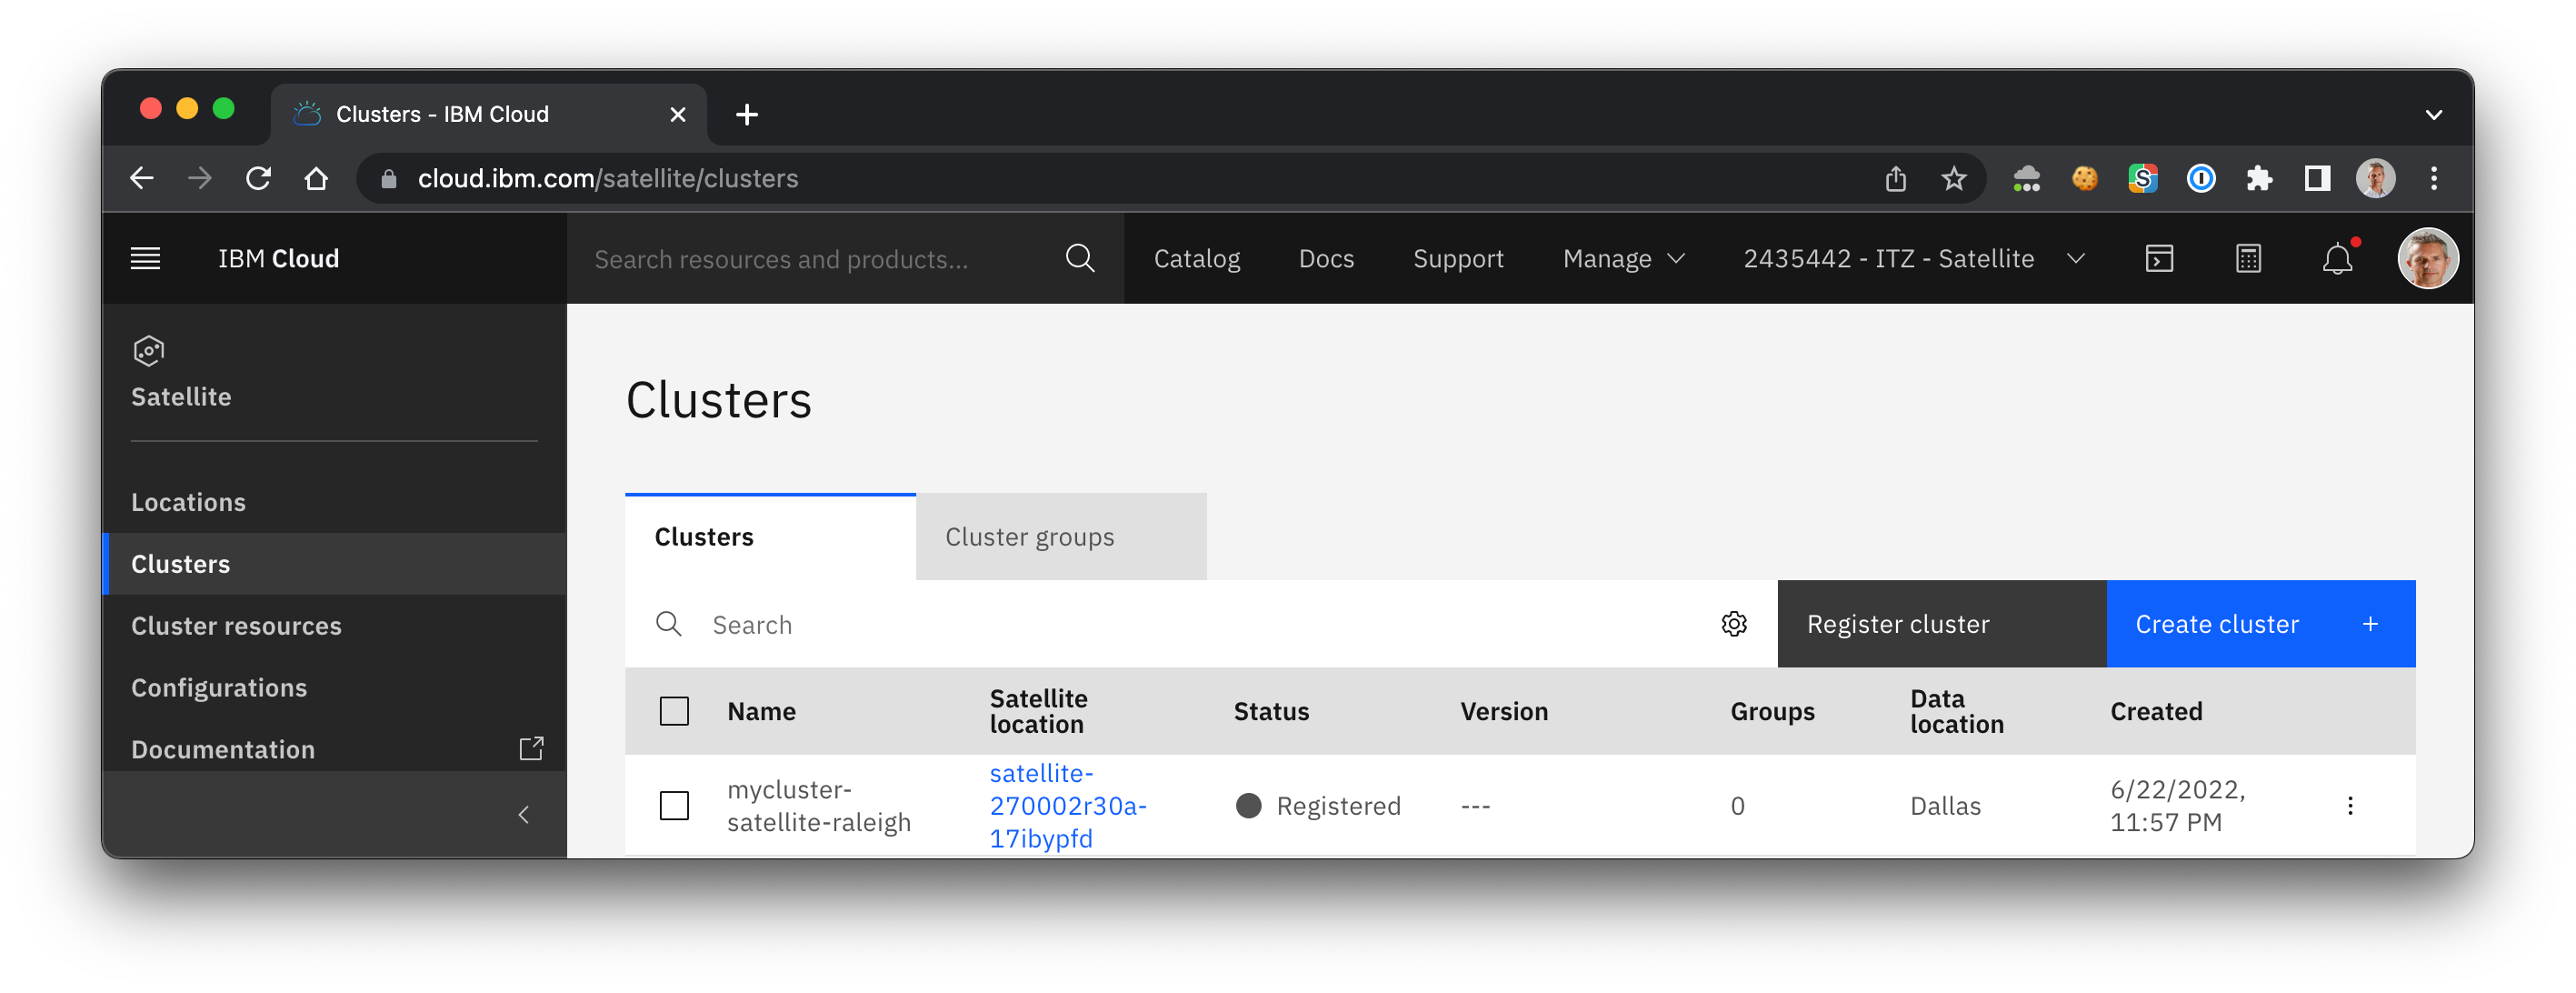 Clusters - IBM Cloud
cloud.ibm.com/satellite/clusters
IBM Cloud
Search resources and products...
Catalog
Docs
Support
Manage
2435442 - ITZ - Satellite
Satellite
Locations
Clusters
Cluster resources
Configurations
Documentation
Clusters
Clusters
Cluster groups
Search
Register cluster
Create cluster +
Name
Satellite
location
Status
Version
Groups
Data
location
Created
mycluster-
satellite-raleigh
satellite-
270002r30a-
17ibypfd
Registered
---
0
Dallas
6/22/2022,
11:57 PM